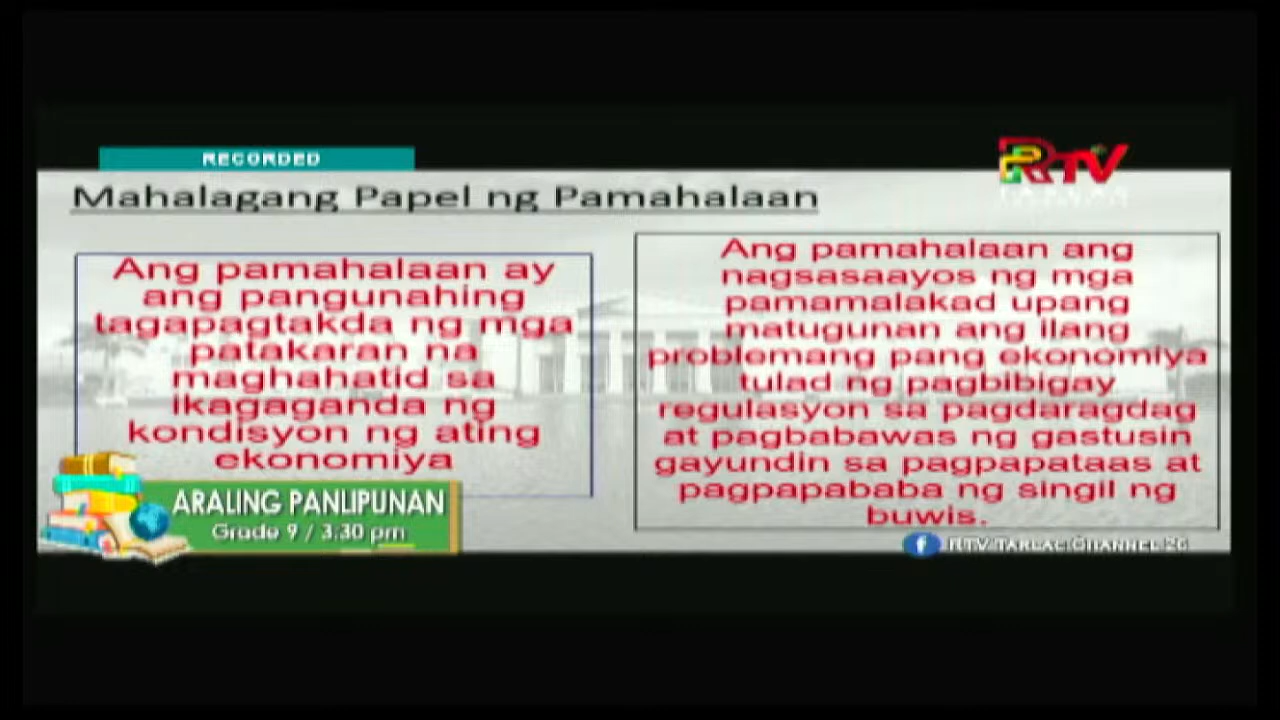 RECORDED
RTV
Mahalagang Papel ng Pamahalaan
Ang pamahalaan ay
ang pangunahing
tagapagtakda ng mga
patakaran na
maghahatid sa
ikagaganda ng
kondisyon ng ating
ekonomiya
Ang pamahalaan ang
nagsasaayos ng mga
pamamalakad upang
matugunan ang ilang
problemang pang ekonomiya
tulad ng pagbibigay
regulasyon sa pagdaragdag
at pagbabawas ng gastusin
gayundin sa pagpapataas at
pagpapababa ng singil ng
buwis.
ARALING PANLIPUNAN
Grade 9 / 3:30 pm
f RTV TARLAC CHANNEL 26